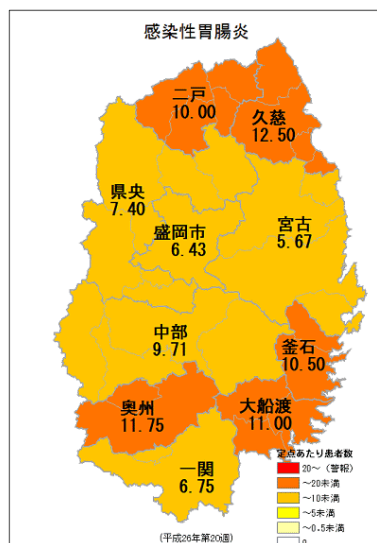 感染性胃腸炎
二戸
10.00
久慈
12.50
県央
7.40
盛岡市
6.43
宮古
5.67
中部
9.71
釜石
10.50
奥州
11.75
大船渡
11.00
一関
6.75
定点あたり患者数
20～（警報）
～20未満
～10未満
～5未満
～0.5未満
0
(平成26年第20週)